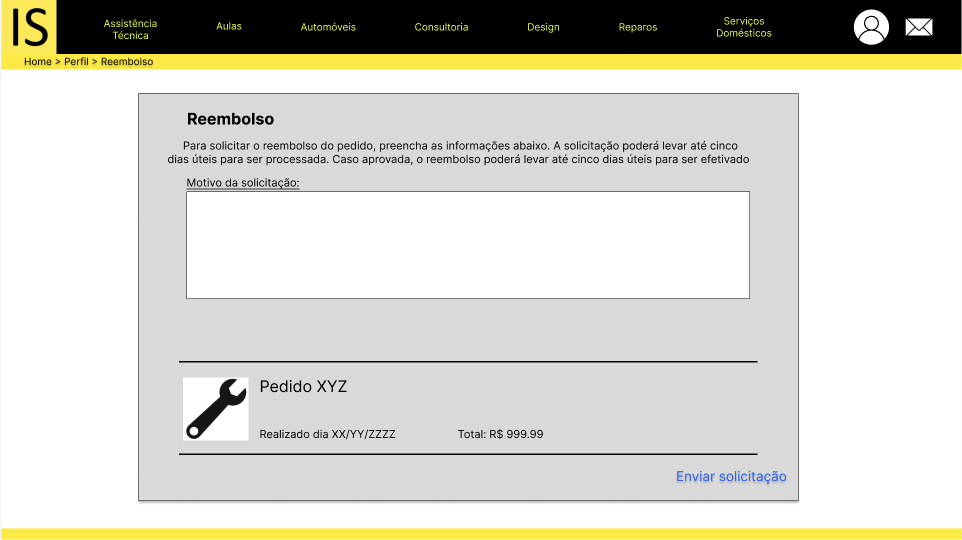 IS
Assistência
Técnica
Aulas
Automóveis
Consultoria
Design
Reparos
Serviços
Domésticos
Home > Perfil > Reembolso
Reembolso
Para solicitar o reembolso do pedido, preencha as informações abaixo. A solicitação poderá levar até cinco
dias úteis para ser processada. Caso aprovada, o reembolso poderá levar até cinco dias úteis para ser efetivado
Motivo da solicitação:
Pedido XYZ
Realizado dia XX/YY/ZZZZ
Total: R$ 999.99
Enviar solicitação